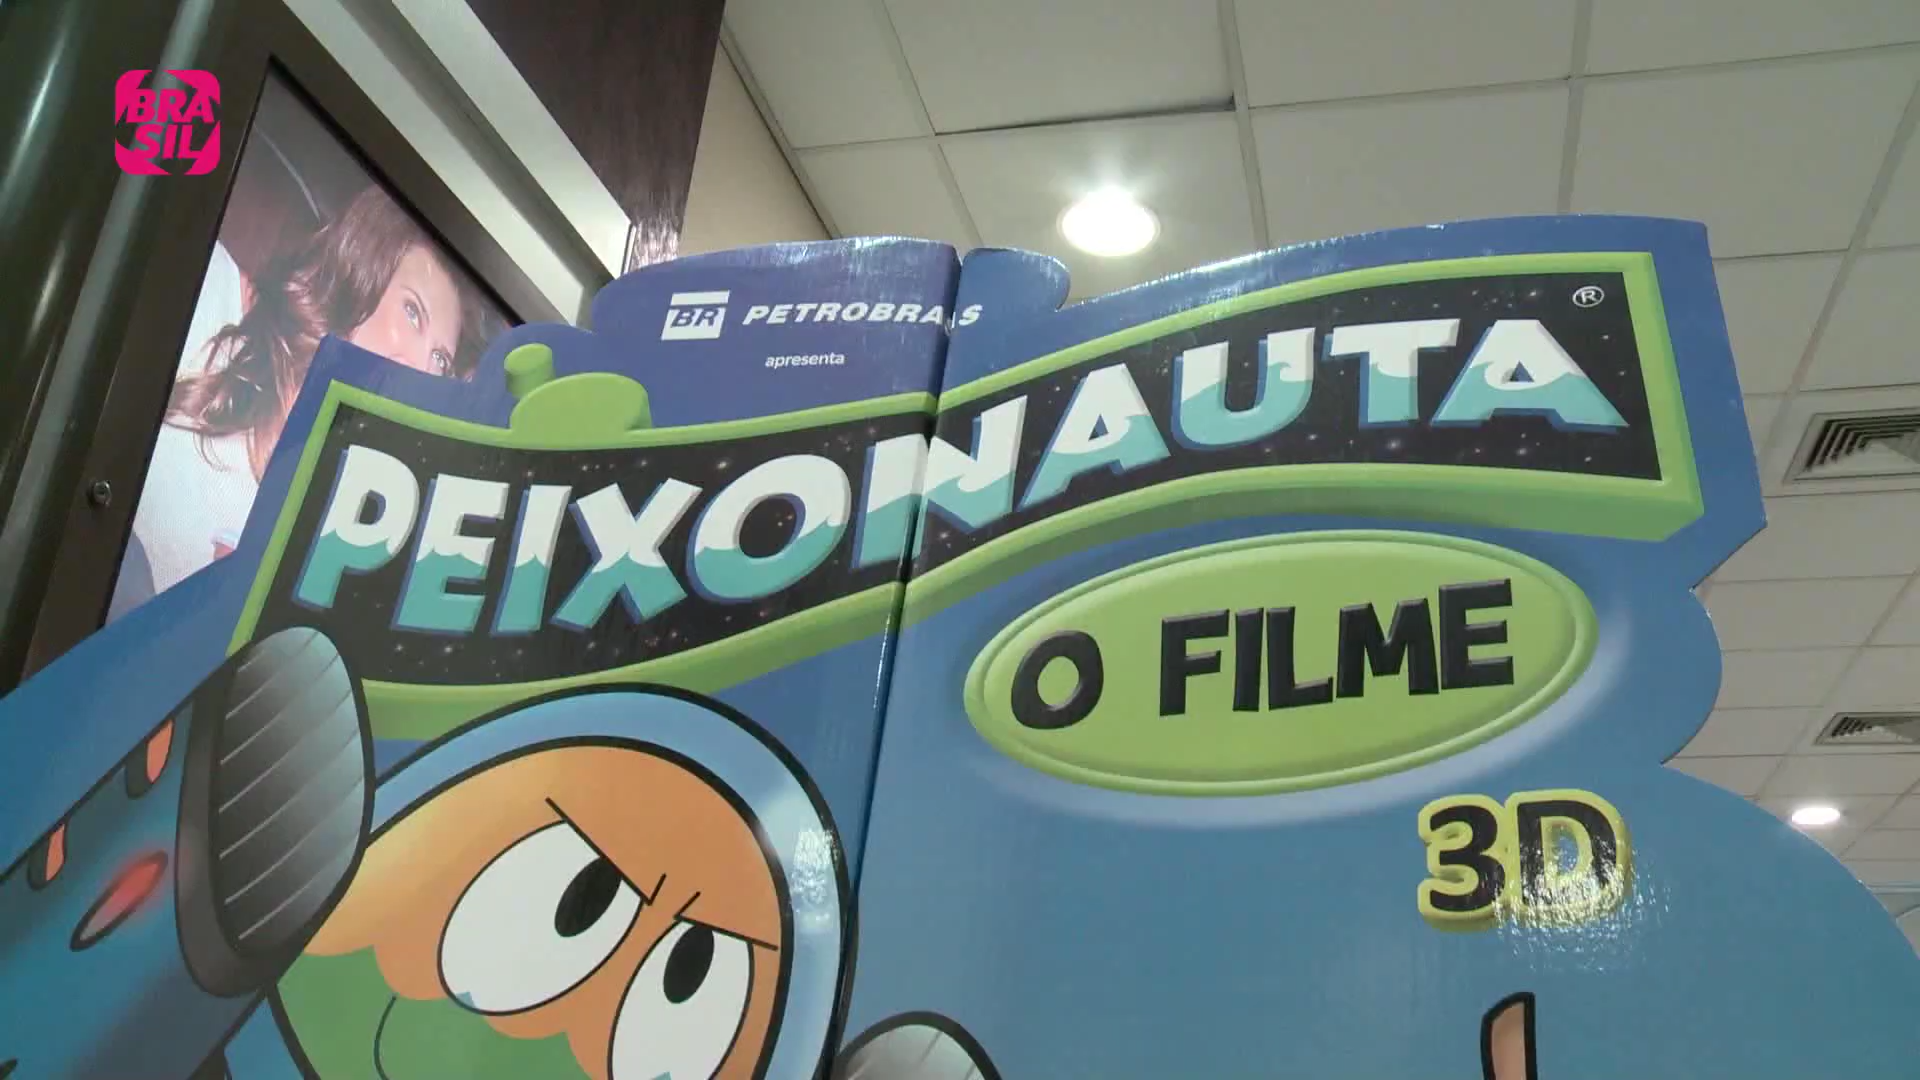 BRA
SIL
BR PETROBRAS
apresenta
PEIXONAUTA ®
O FILME
3D